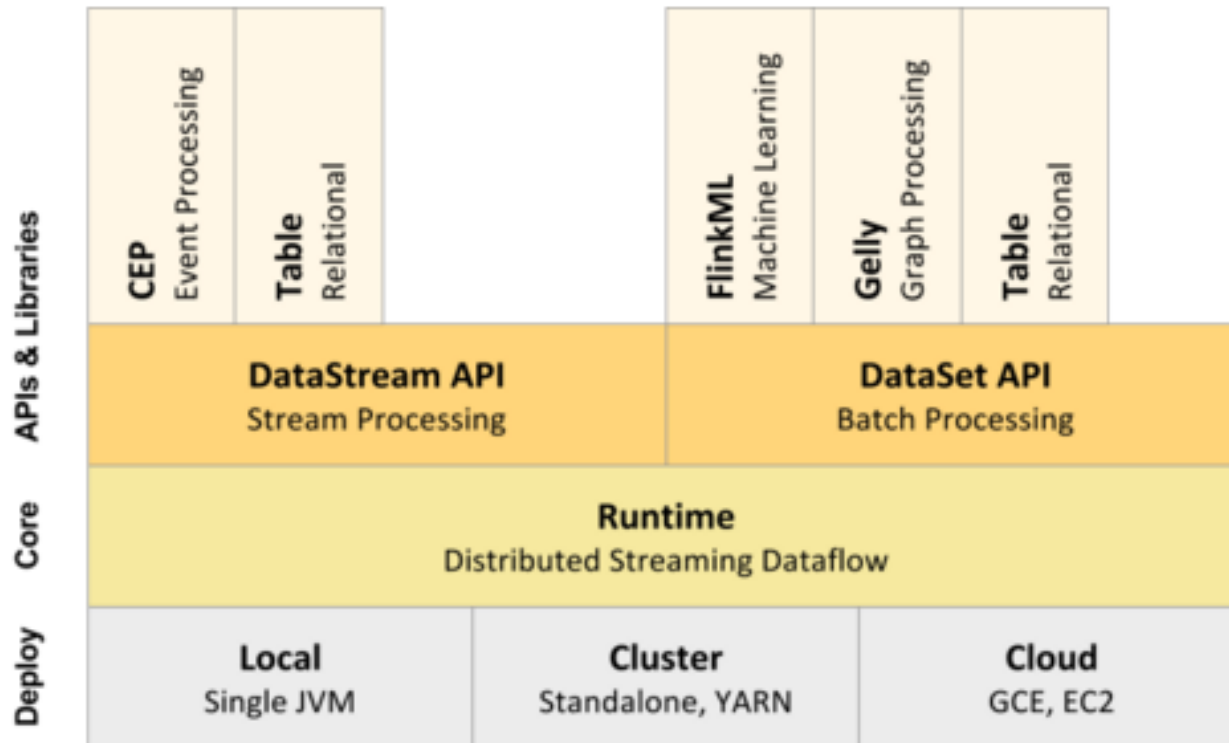 APIs & Libraries
CEP
Event Processing
Table
Relational
FlinkML
Machine Learning
Gelly
Graph Processing
Table
Relational
DataStream API
Stream Processing
DataSet API
Batch Processing
Core
Runtime
Distributed Streaming Dataflow
Deploy
Local
Single JVM
Cluster
Standalone, YARN
Cloud
GCE, EC2